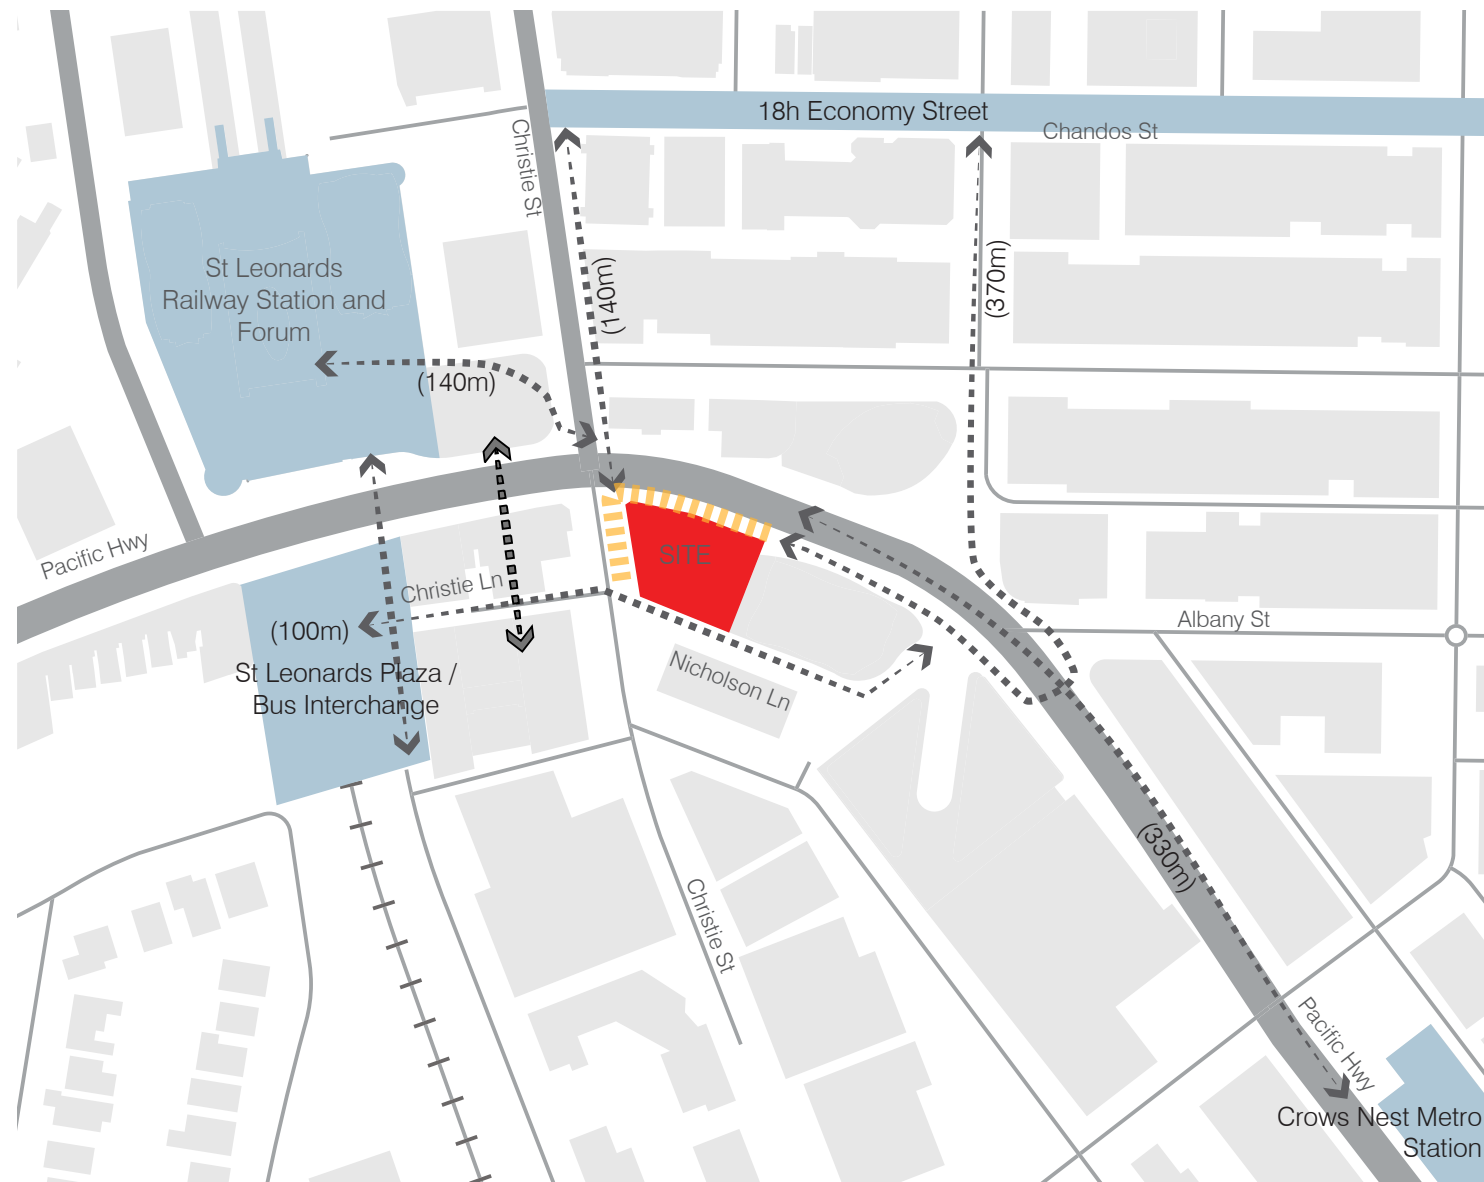 18h Economy Street
Chandos St
Christie St
St Leonards
Railway Station and
Forum
(140m)
(370m)
(140m)
Pacific Hwy
SITE
Christie Ln
(100m)
St Leonards Plaza /
Bus Interchange
Nicholson Ln
Albany St
(330m)
Christie St
Pacific Hwy
Crows Nest Metro
Station